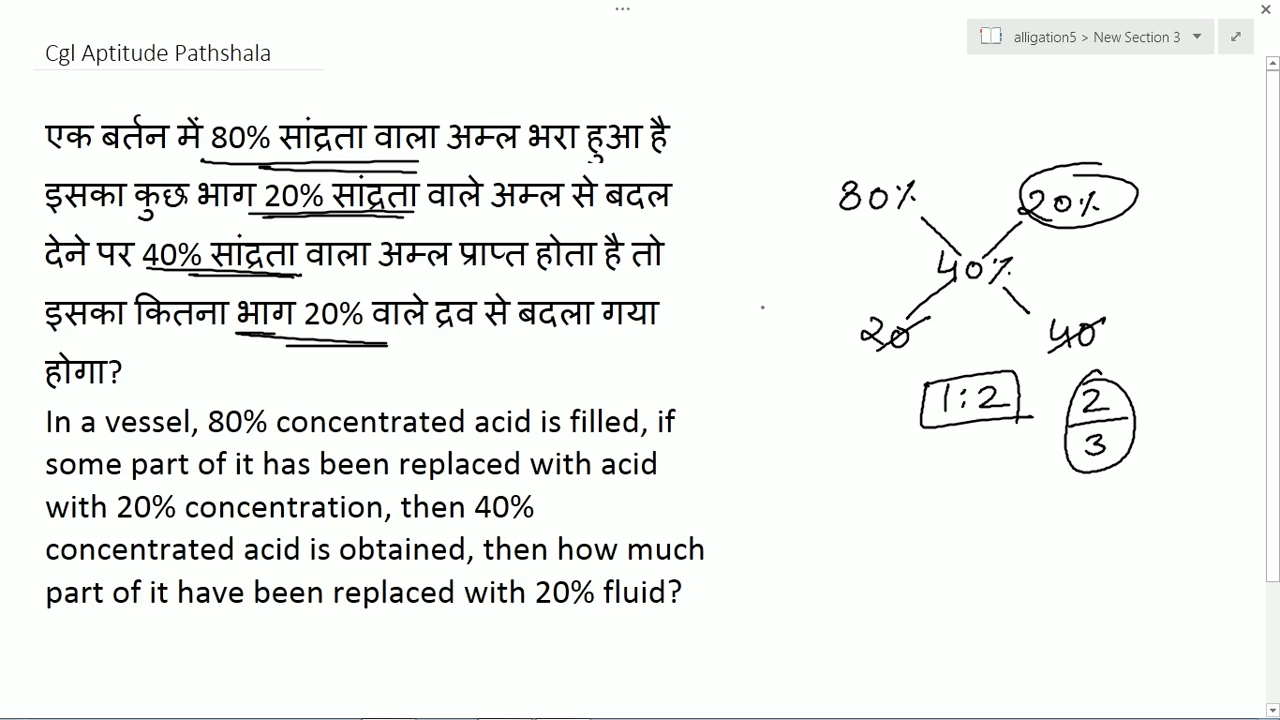 Cgl Aptitude Pathshala
alligation5 > New Section 3
एक बर्तन में 80% सांद्रता वाला अम्ल भरा हुआ है
इसका कुछ भाग 20% सांद्रता वाले अम्ल से बदल
देने पर 40% सांद्रता वाला अम्ल प्राप्त होता है तो
इसका कितना भाग 20% वाले द्रव से बदला गया
होगा?
In a vessel, 80% concentrated acid is filled, if
some part of it has been replaced with acid
with 20% concentration, then 40%
concentrated acid is obtained, then how much
part of it have been replaced with 20% fluid?
80% 20%
40%
20 40
1:2
2
3